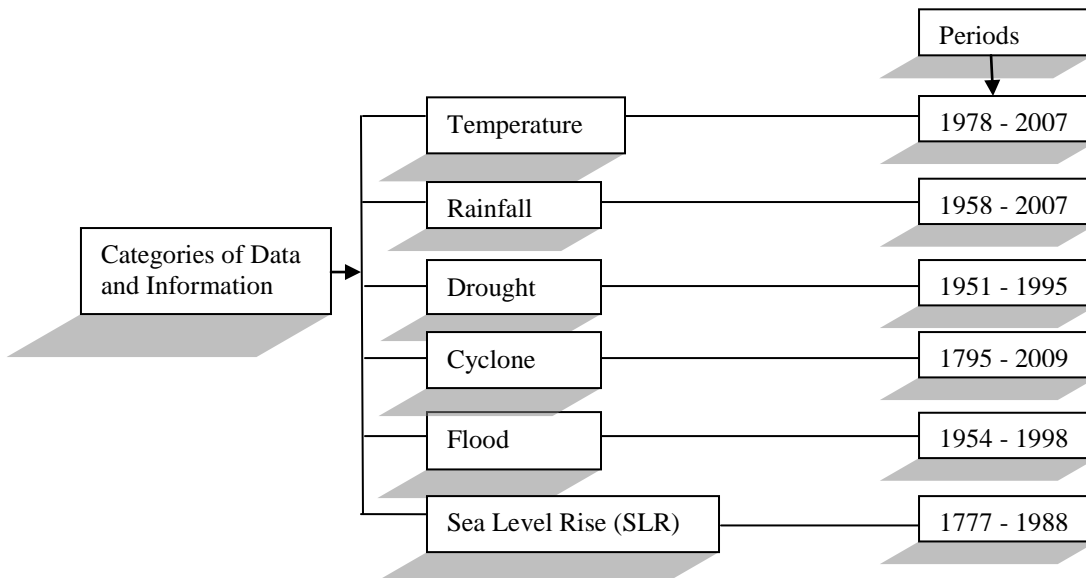 Periods
Temperature
1978 - 2007
Rainfall
1958 - 2007
Categories of Data
and Information
Drought
1951 - 1995
Cyclone
1795 - 2009
Flood
1954 - 1998
Sea Level Rise (SLR)
1777 - 1988